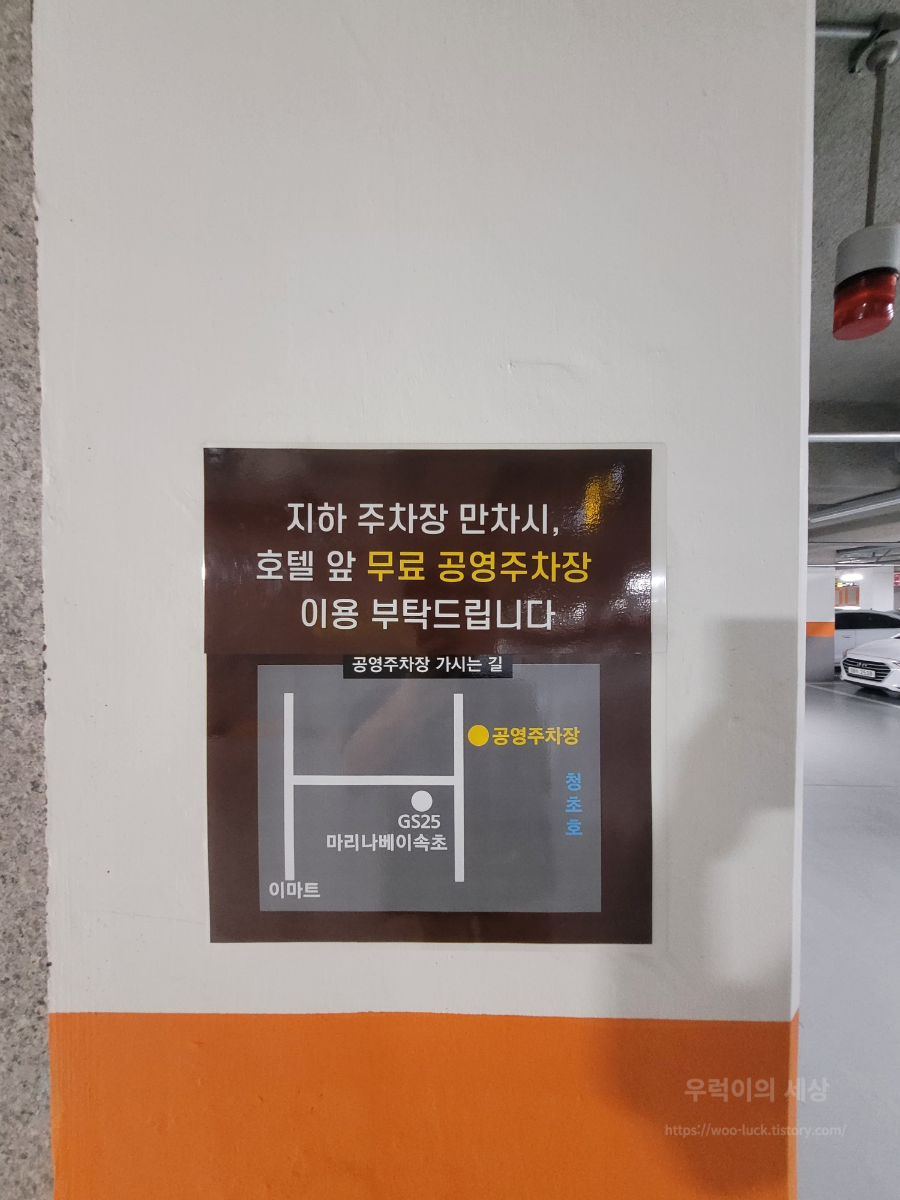 지하 주차장 만차시,
호텔 앞 무료 공영주차장
이용 부탁드립니다
공영주차장 가시는 길
공영주차장
청초호
GS25
마리나베이속초
이마트
우럭이의 세상
https://woo-luck.tistory.com/